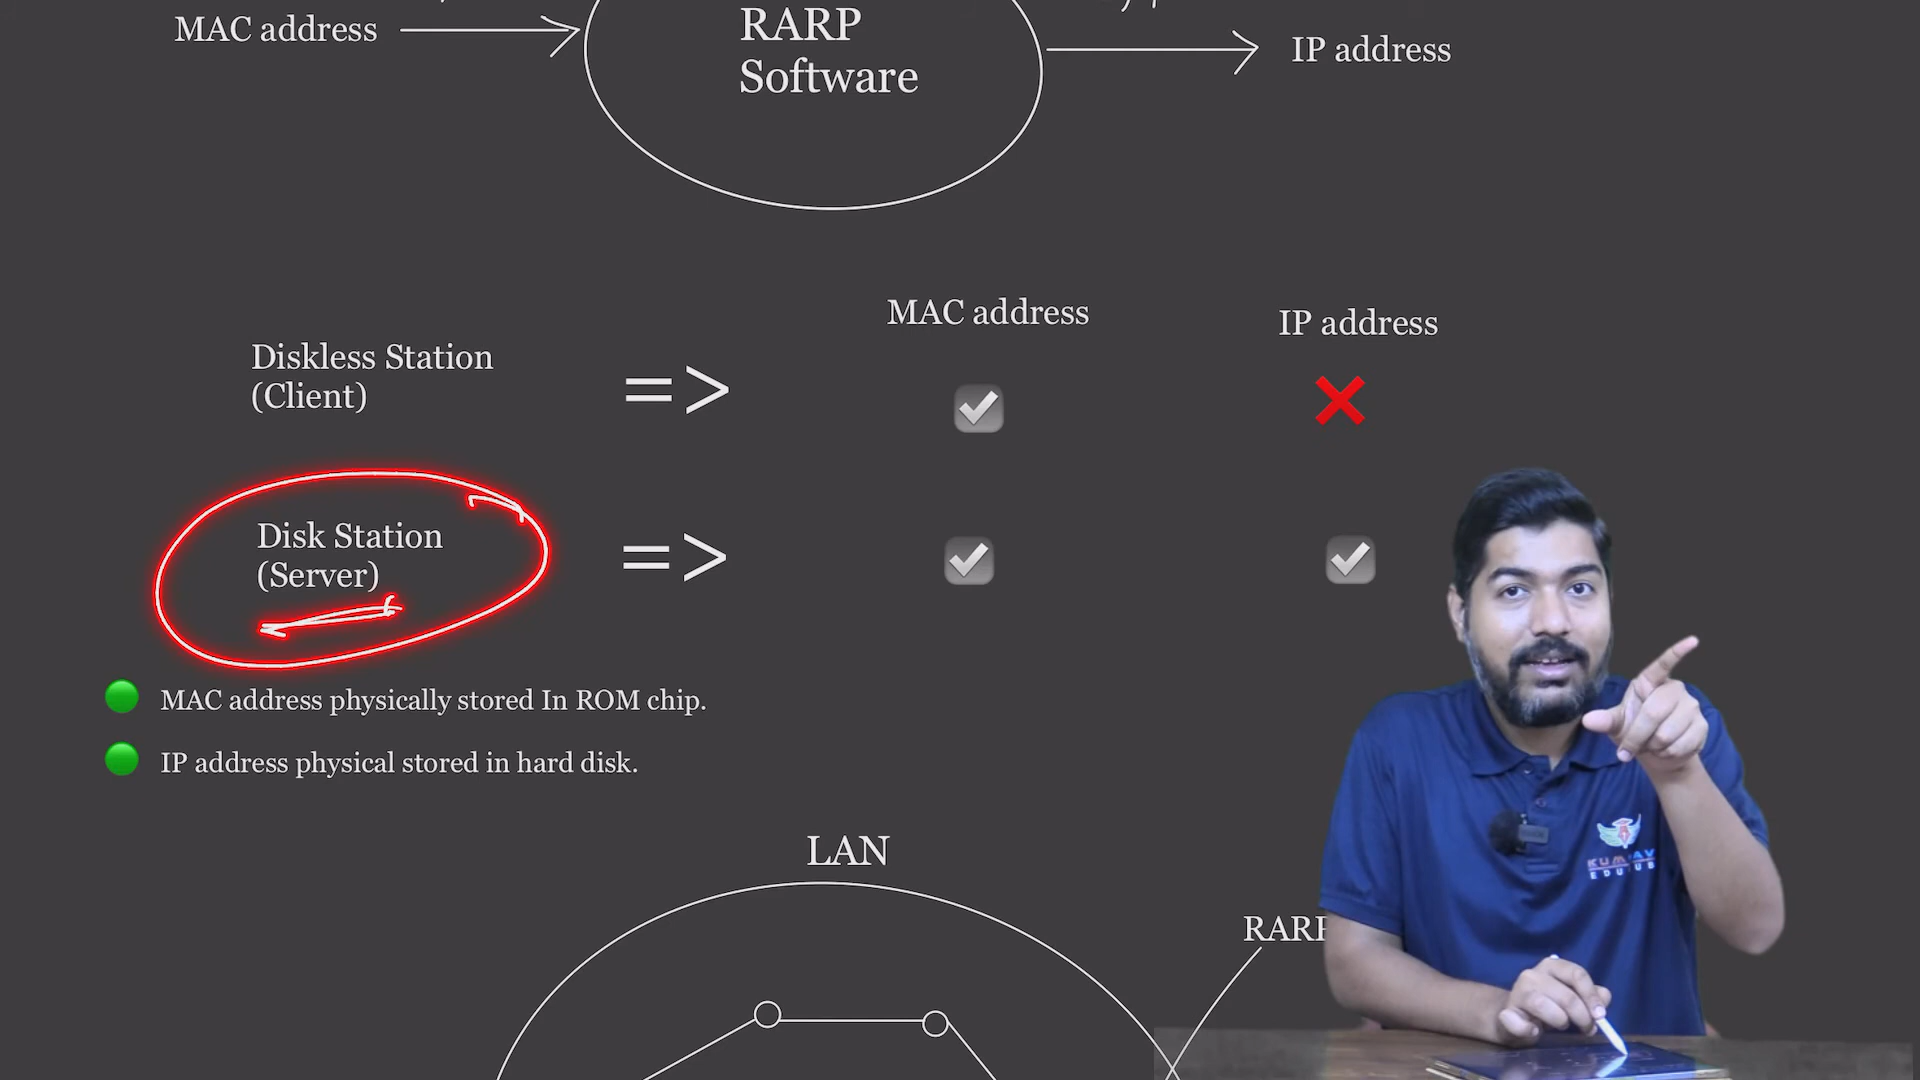 MAC address
RARP
Software
IP address
MAC address
IP address
Diskless Station
(Client)
=>
Disk Station
(Server)
=>
MAC address physically stored In ROM chip.
IP address physical stored in hard disk.
LAN
RARP